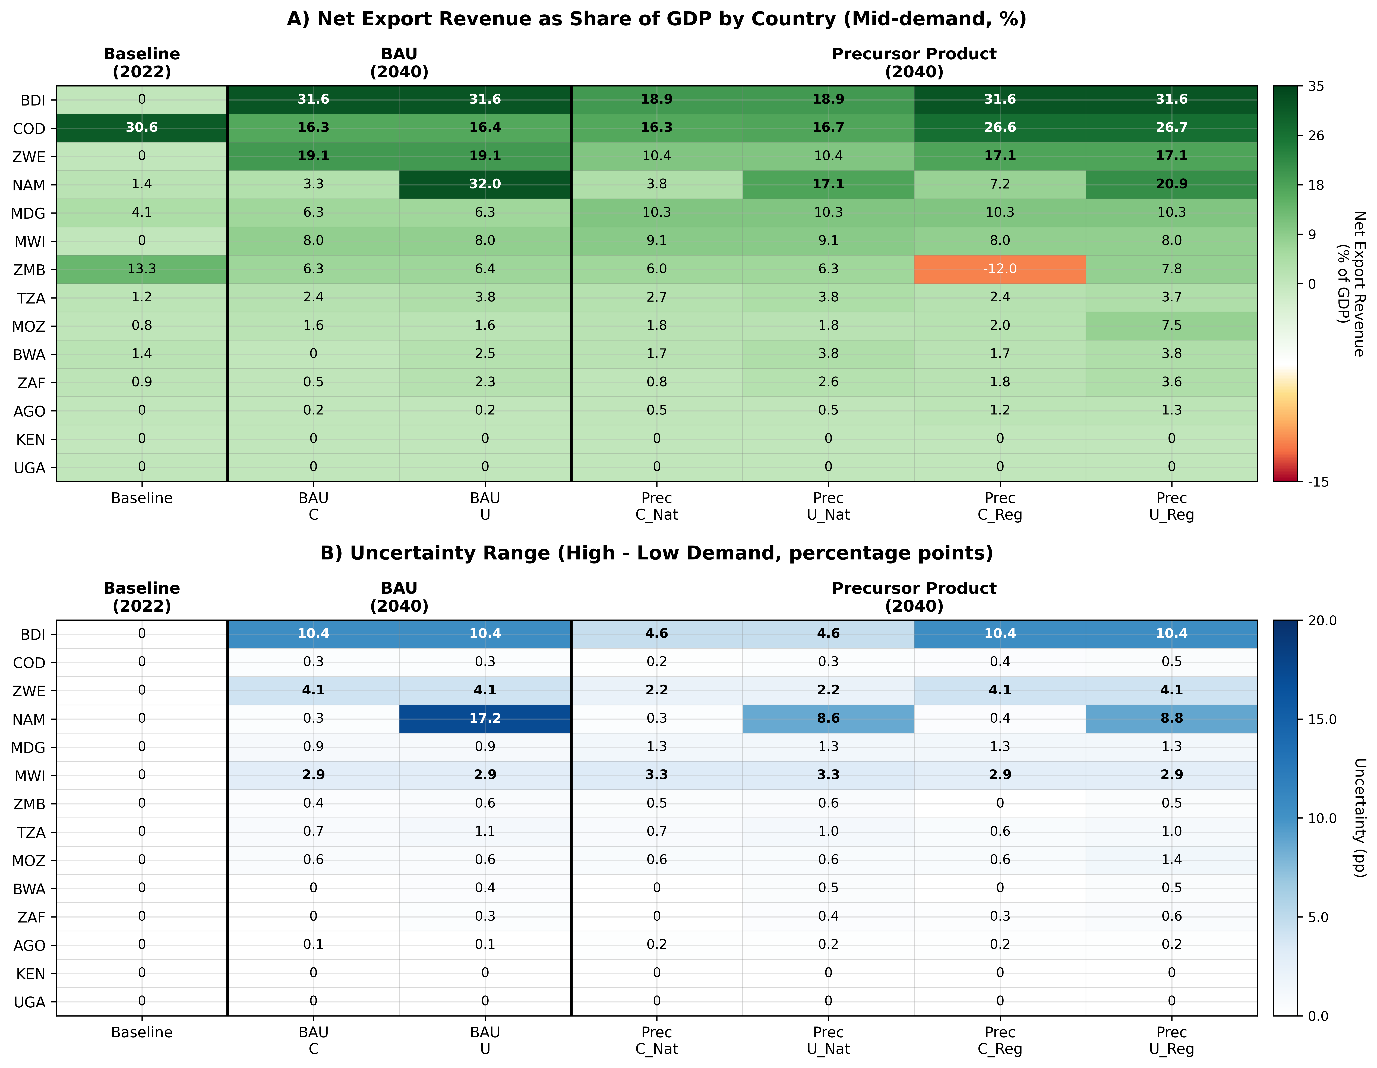 A) Net Export Revenue as Share of GDP by Country (Mid-demand, %)
Baseline
(2022)
BAU
(2040)
Precursor Product
(2040)
BDI 0 31.6 31.6 18.9 18.9 31.6 31.6
COD 30.6 16.3 16.4 16.3 16.7 26.6 26.7
ZWE 0 19.1 19.1 10.4 10.4 17.1 17.1
NAM 1.4 3.3 32.0 3.8 17.1 7.2 20.9
MDG 4.1 6.3 6.3 10.3 10.3 10.3 10.3
MWI 0 8.0 8.0 9.1 9.1 8.0 8.0
ZMB 13.3 6.3 6.4 6.0 6.3 -12.0 7.8
TZA 1.2 2.4 3.8 2.7 3.8 2.4 3.7
MOZ 0.8 1.6 1.6 1.8 1.8 2.0 7.5
BWA 1.4 0 2.5 1.7 3.8 1.7 3.8
ZAF 0.9 0.5 2.3 0.8 2.6 1.8 3.6
AGO 0 0.2 0.2 0.5 0.5 1.2 1.3
KEN 0 0 0 0 0 0 0
UGA 0 0 0 0 0 0 0
Baseline
BAU
C
BAU
U
Prec
C_Nat
Prec
U_Nat
Prec
C_Reg
Prec
U_Reg
35
26
18
9
0
-15
Net Export Revenue
(% of GDP)
B) Uncertainty Range (High - Low Demand, percentage points)
Baseline
(2022)
BAU
(2040)
Precursor Product
(2040)
BDI 0 10.4 10.4 4.6 4.6 10.4 10.4
COD 0 0.3 0.3 0.2 0.3 0.4 0.5
ZWE 0 4.1 4.1 2.2 2.2 4.1 4.1
NAM 0 0.3 17.2 0.3 8.6 0.4 8.8
MDG 0 0.9 0.9 1.3 1.3 1.3 1.3
MWI 0 2.9 2.9 3.3 3.3 2.9 2.9
ZMB 0 0.4 0.6 0.5 0.6 0 0.5
TZA 0 0.7 1.1 0.7 1.0 0.6 1.0
MOZ 0 0.6 0.6 0.6 0.6 0.6 1.4
BWA 0 0 0.4 0 0.5 0 0.5
ZAF 0 0 0.3 0 0.4 0.3 0.6
AGO 0 0.1 0.1 0.2 0.2 0.2 0.2
KEN 0 0 0 0 0 0 0
UGA 0 0 0 0 0 0 0
Baseline
BAU
C
BAU
U
Prec
C_Nat
Prec
U_Nat
Prec
C_Reg
Prec
U_Reg
20.0
15.0
10.0
5.0
0.0
Uncertainty (pp)